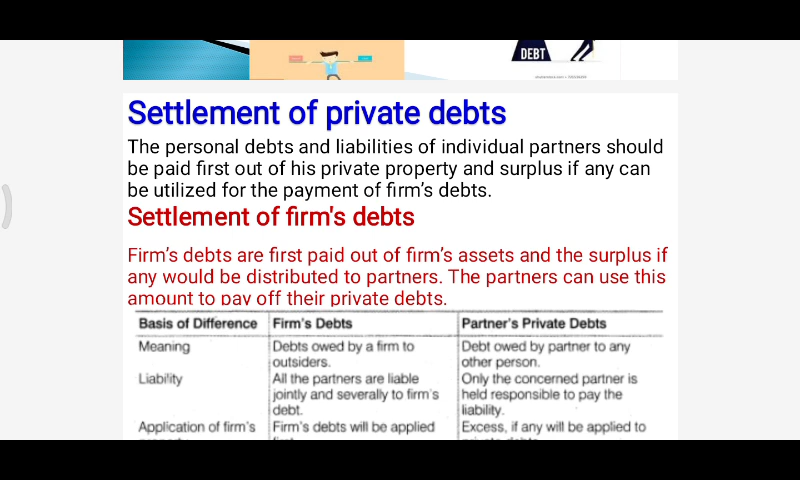 DEBT
Settlement of private debts
The personal debts and liabilities of individual partners should
be paid first out of his private property and surplus if any can
be utilized for the payment of firm's debts.
Settlement of firm's debts
Firm's debts are first paid out of firm's assets and the surplus if
any would be distributed to partners. The partners can use this
amount to pay off their private debts.
Basis of Difference Firm's Debts Partner's Private Debts
Meaning Debts owed by a firm to Debt owed by partner to any
outsiders. other person.
Liability All the partners are liable Only the concerned partner is
jointly and severally to firm's held responsible to pay the
debt. liability.
Application of firm's Firm's debts will be applied Excess, if any will be applied to